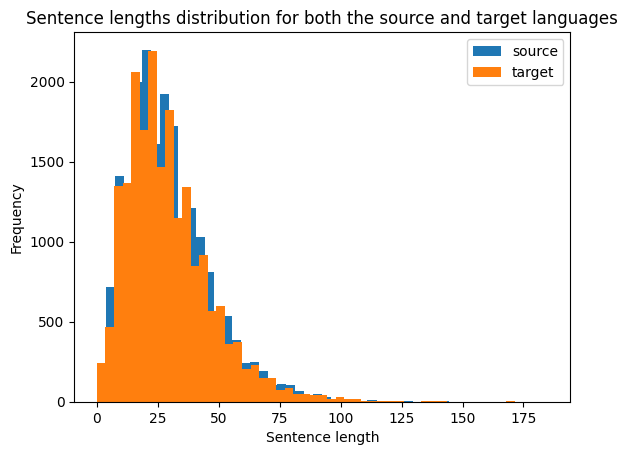 Sentence lengths distribution for both the source and target languages
source
target
Frequency
2000
1500
1000
500
0
0 25 50 75 100 125 150 175
Sentence length